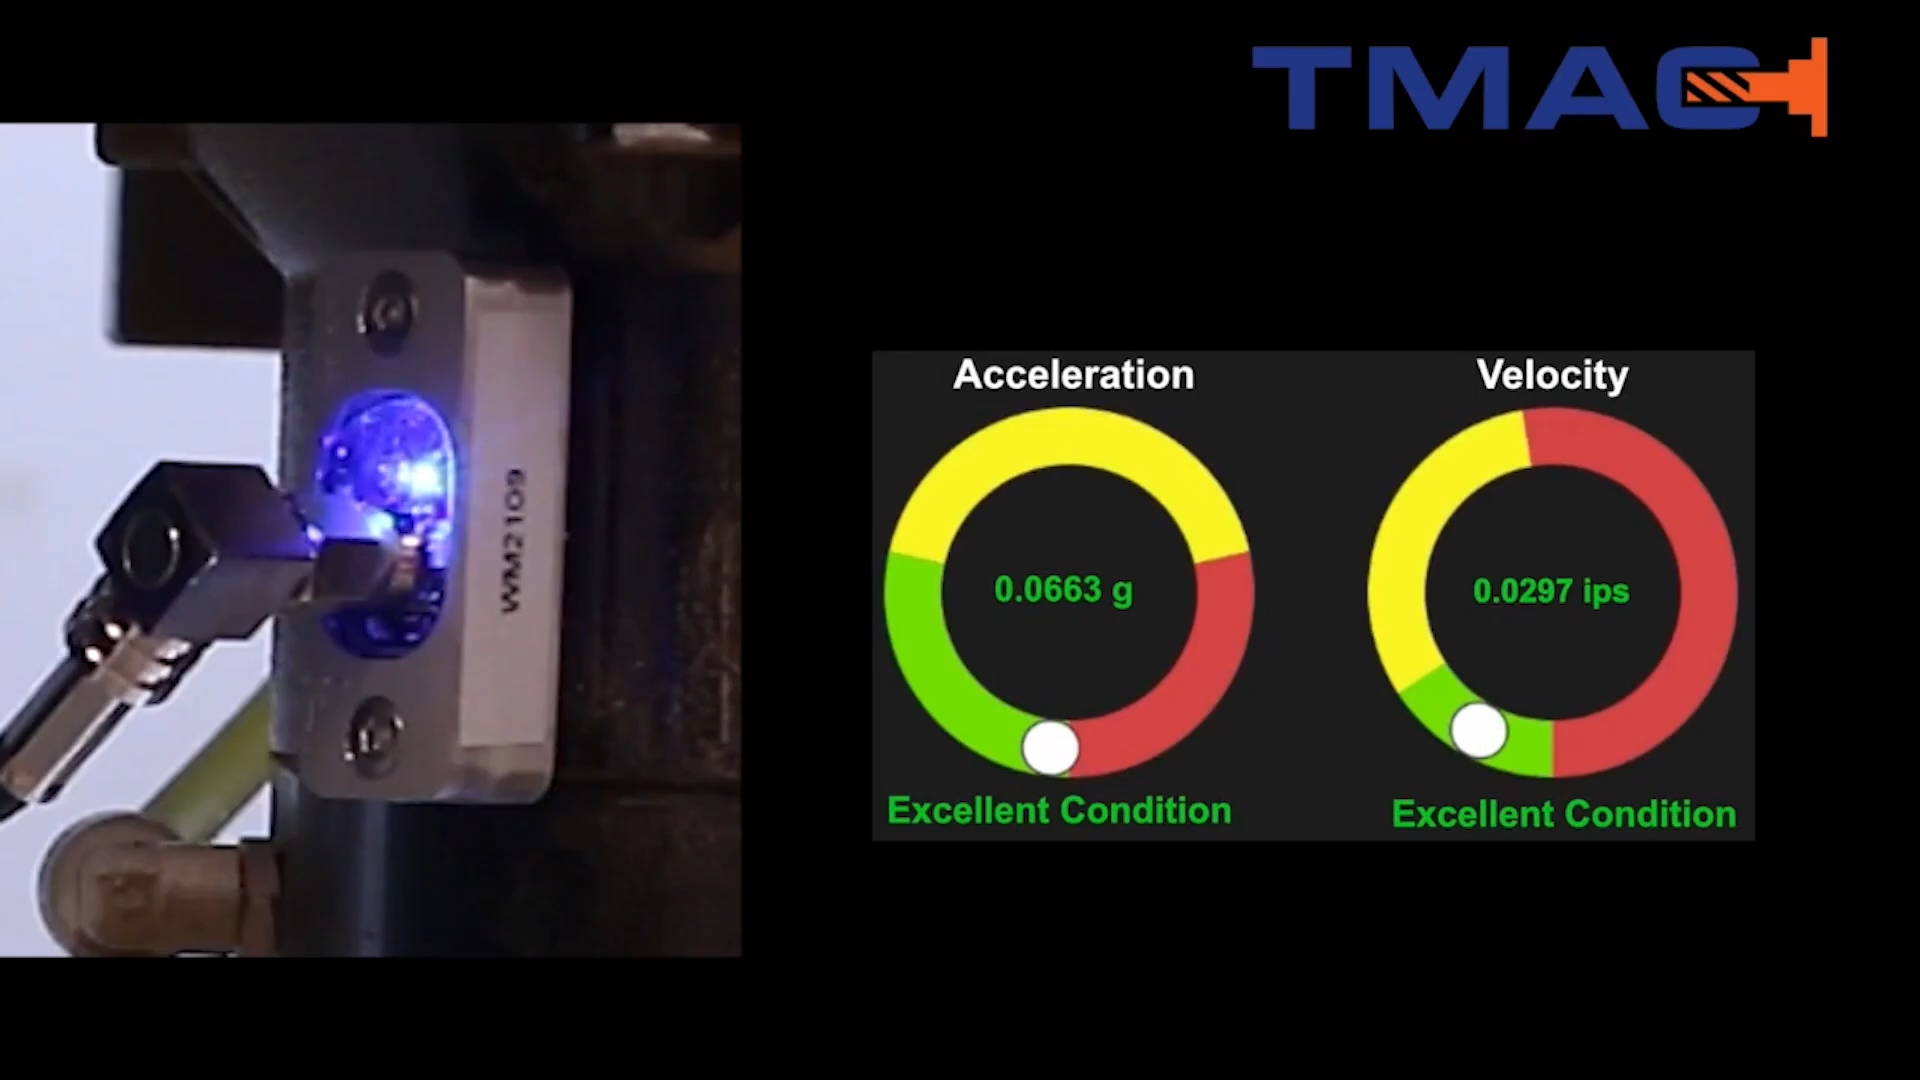 TMAC
WM2109
Acceleration
Velocity
0.0663 g
0.0297 ips
Excellent Condition
Excellent Condition